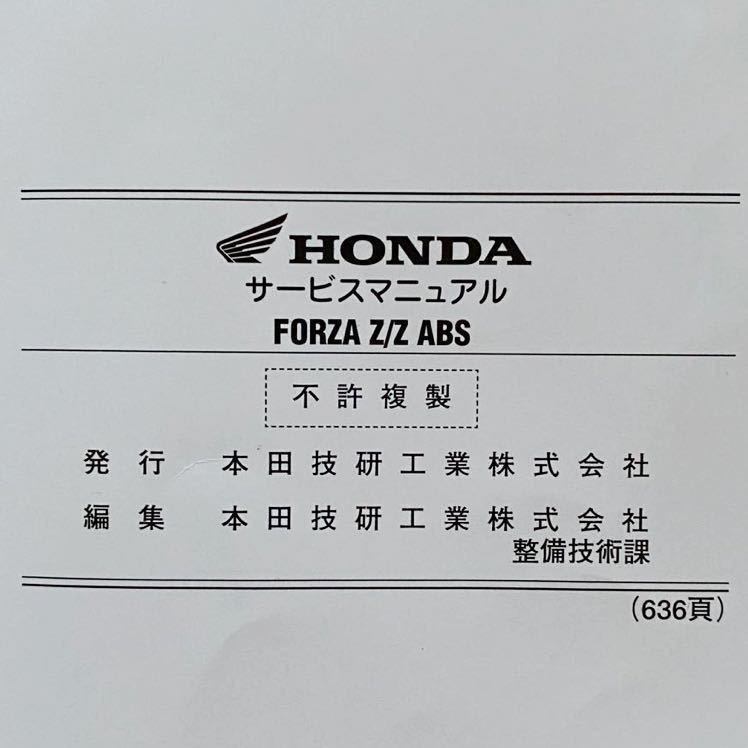 HONDA
サービスマニュアル
FORZA Z/Z ABS
不許複製
発行 本田技研工業株式会社
編集 本田技研工業株式会社
整備技術課
(636頁)